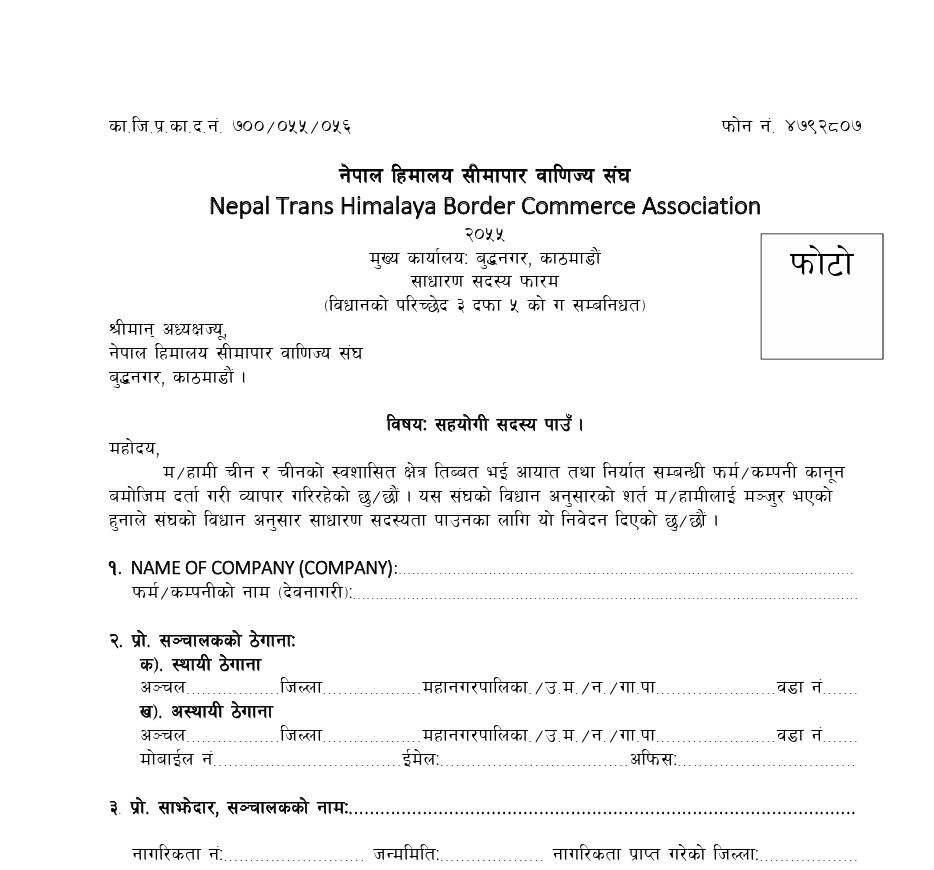 का.जि.प्र.का.द.नं. ७००/०५५/०५६ फोन नं. ४७९२८०७
नेपाल हिमालय सीमापार वाणिज्य संघ
Nepal Trans Himalaya Border Commerce Association
२०५५
मुख्य कार्यालय: बुद्धनगर, काठमाडौं
फोटो
साधारण सदस्य फारम
(विधानको परिच्छेद ३ दफा ५ को ग सम्बनिधत)
श्रीमान् अध्यक्षज्यू,
नेपाल हिमालय सीमापार वाणिज्य संघ
बुद्धनगर, काठमाडौं ।
विषय: सहयोगी सदस्य पाउँ ।
महोदय,
म/हामी चीन र चीनको स्वशासित क्षेत्र तिब्बत भई आयात तथा निर्यात सम्बन्धी फर्म/कम्पनी कानून
बमोजिम दर्ता गरी व्यापार गरिरहेको छु/छौं । यस संघको विधान अनुसारको शर्त म/हामीलाई मञ्जुर भएको
हुनाले संघको विधान अनुसार साधारण सदस्यता पाउनका लागि यो निवेदन दिएको छु/छौं ।
१. NAME OF COMPANY (COMPANY):..........................................................................
फर्म/कम्पनीको नाम (देवनागरी):..........................................................................
२. प्रो. सञ्चालकको ठेगाना:
क). स्थायी ठेगाना
अञ्चल....................जिल्ला.....................महानगरपालिका./उ.म./न./गा.पा..........................वडा नं........
ख). अस्थायी ठेगाना
अञ्चल....................जिल्ला.....................महानगरपालिका./उ.म./न./गा.पा..........................वडा नं........
मोबाईल नं........................................ईमेल:........................................अफिस:......................................
३. प्रो. साझेदार, सञ्चालकको नाम:..........................................................................
नागरिकता नं:.............................. जन्ममिति:...................... नागरिकता प्राप्त गरेको जिल्ला:.....................